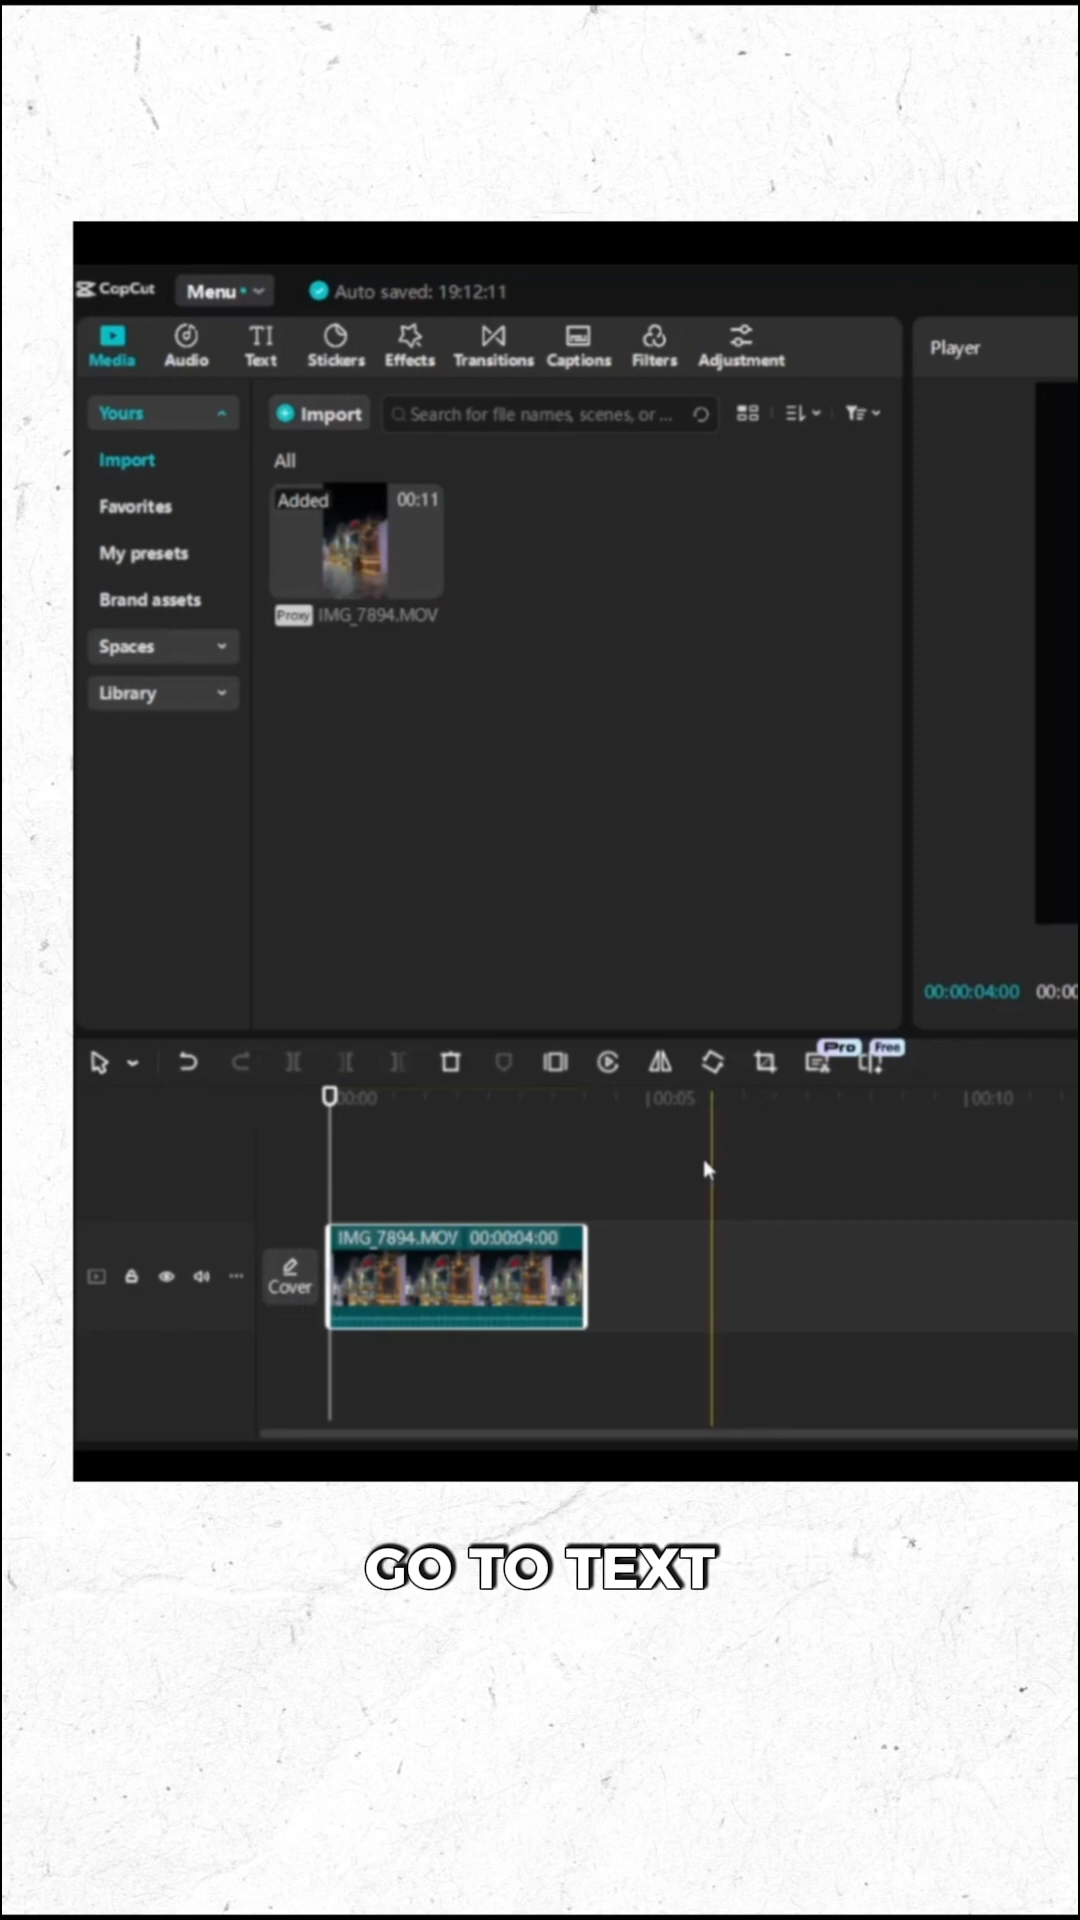 CapCut
Menu
Auto saved: 19:12:11
Media
Audio
TI
Text
Stickers
Effects
Transitions
Captions
Filters
Adjustment
Player
Yours
Import
Favorites
My presets
Brand assets
Spaces
Library
Import
Search for file names, scenes, or ...
All
Added
00:11
Proxy
IMG_7894.MOV
00:00:04:00
00:00
Pro
Free
00:00
00:05
00:10
IMG_7894.MOV 00:00:04:00
Cover
GO TO TEXT